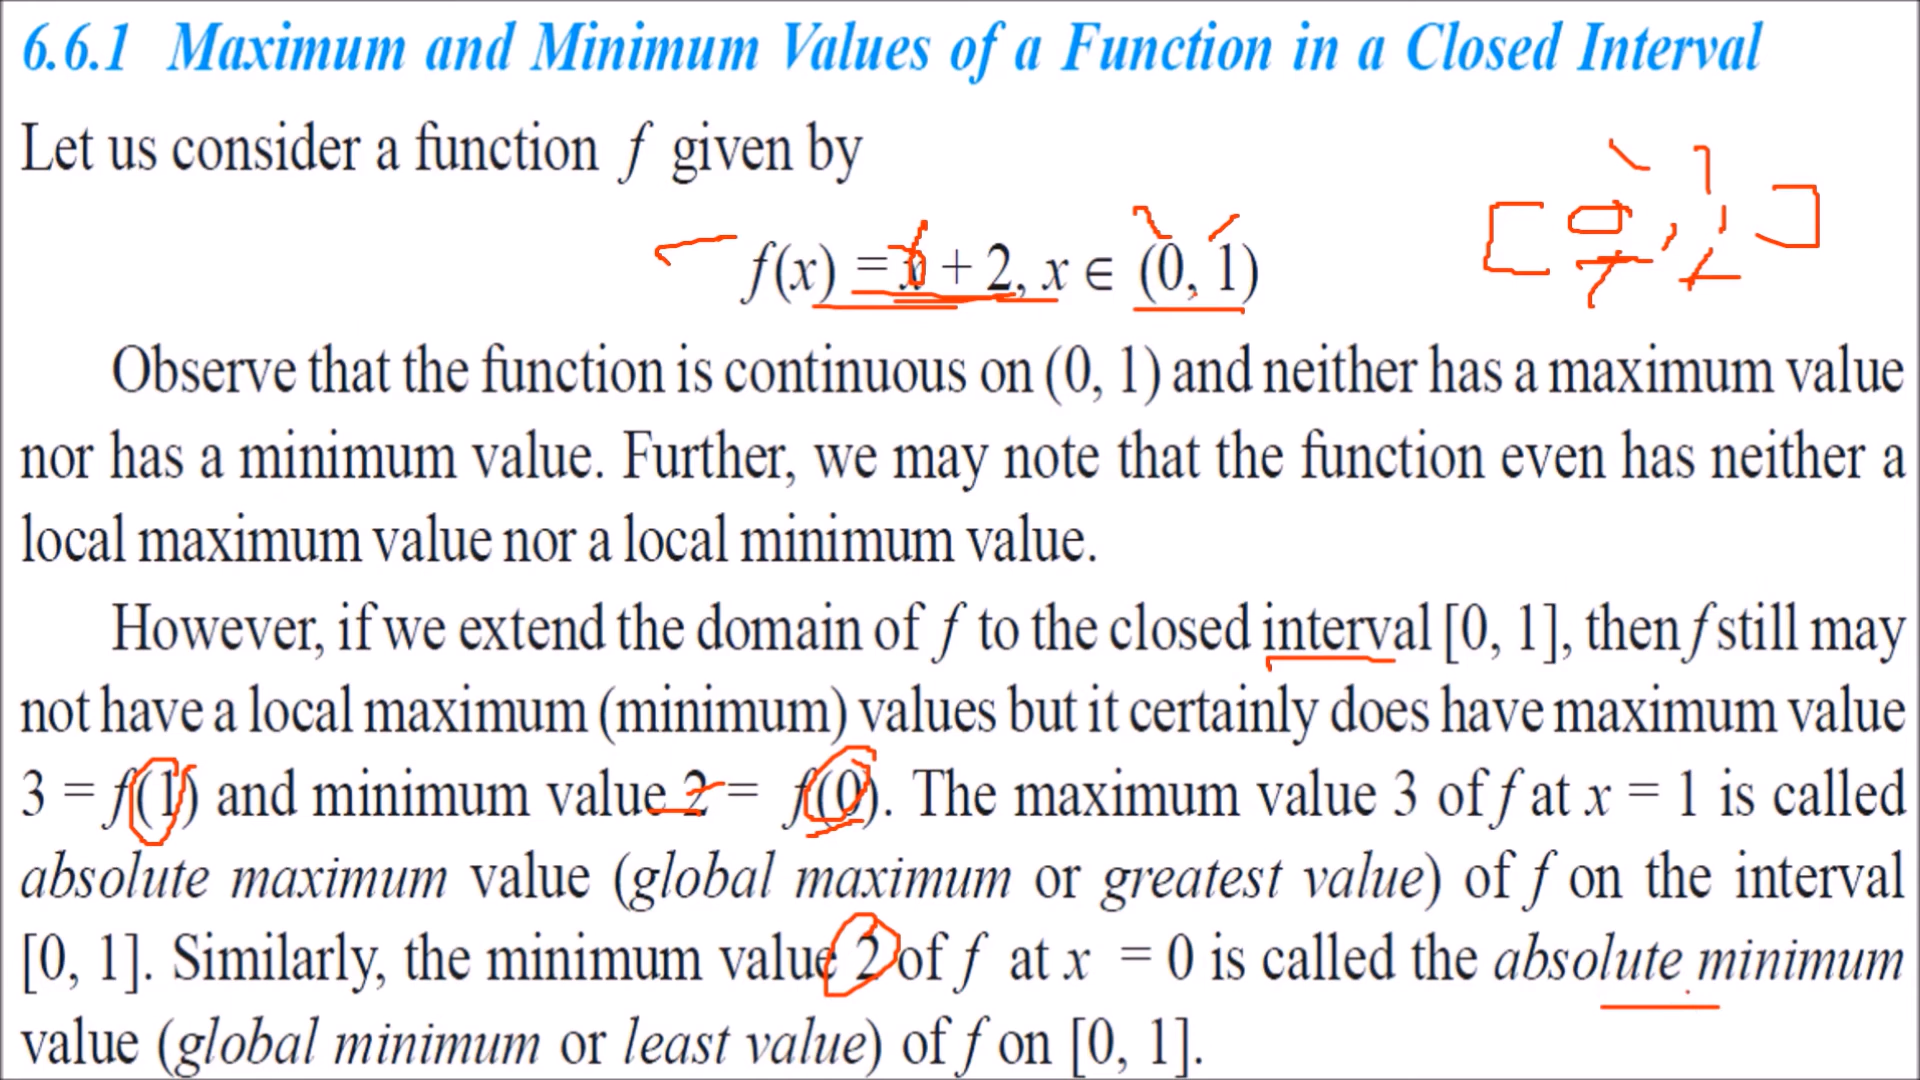 6.6.1 Maximum and Minimum Values of a Function in a Closed Interval
Let us consider a function f given by
f(x) = x + 2, x ∈ (0, 1)
Observe that the function is continuous on (0, 1) and neither has a maximum value
nor has a minimum value. Further, we may note that the function even has neither a
local maximum value nor a local minimum value.
However, if we extend the domain of f to the closed interval [0, 1], then f still may
not have a local maximum (minimum) values but it certainly does have maximum value
3 = f(1) and minimum value 2 = f(0). The maximum value 3 of f at x = 1 is called
absolute maximum value (global maximum or greatest value) of f on the interval
[0, 1]. Similarly, the minimum value 2 of f at x = 0 is called the absolute minimum
value (global minimum or least value) of f on [0, 1].